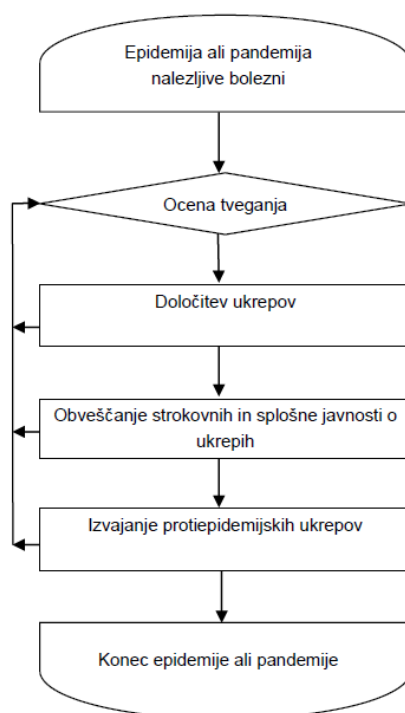 Epidemija ali pandemija
nalezljive bolezni
Ocena tveganja
Določitev ukrepov
Obveščanje strokovnih in splošne javnosti o
ukrepih
Izvajanje protiepidemijskih ukrepov
Konec epidemije ali pandemije